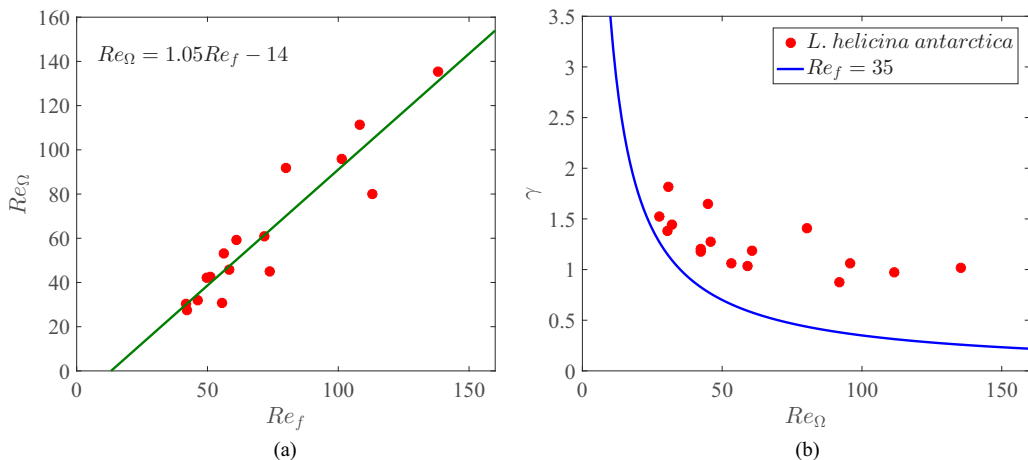 160
140
120
100
80
60
40
20
0
0 50 100 150
Re_Ω
Re_f
Re_Ω = 1.05Re_f − 14
(a)
3.5
3
2.5
2
1.5
1
0.5
0
0 50 100 150
γ
Re_Ω
L. helicina antarctica
Re_f = 35
(b)